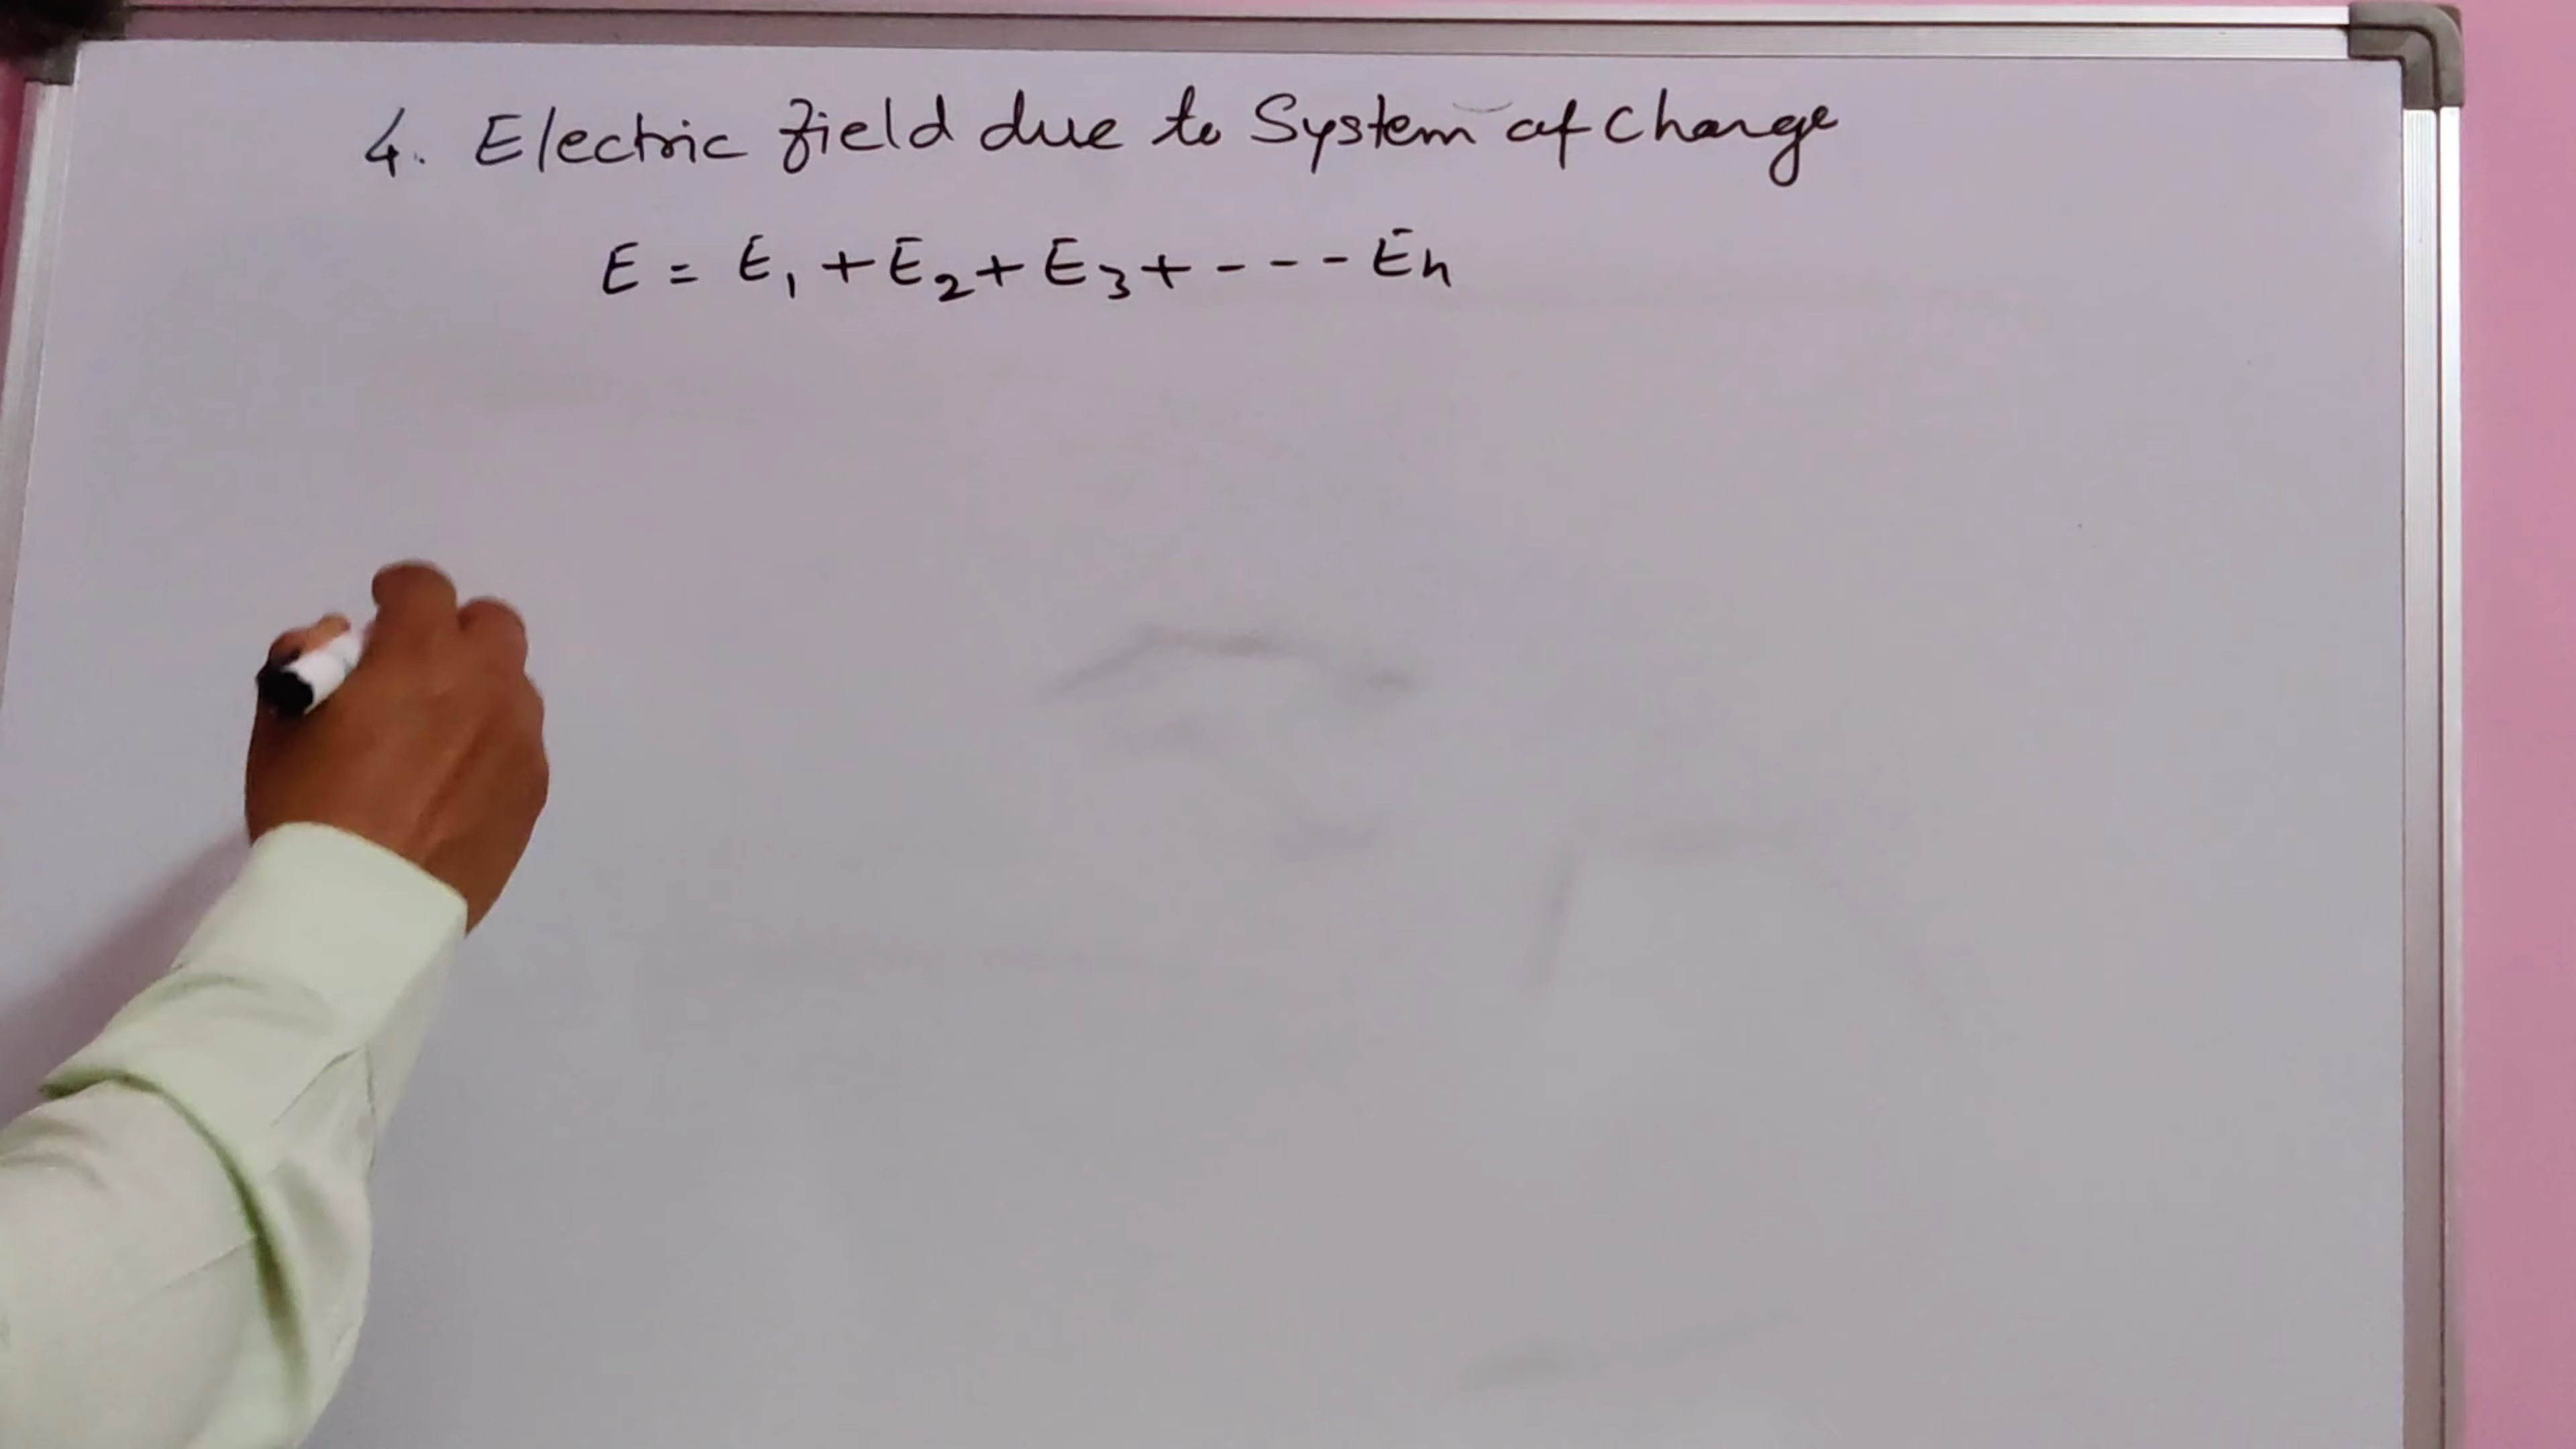 4. Electric field due to System of Charge
E = E₁ + E₂ + E₃ + - - - En